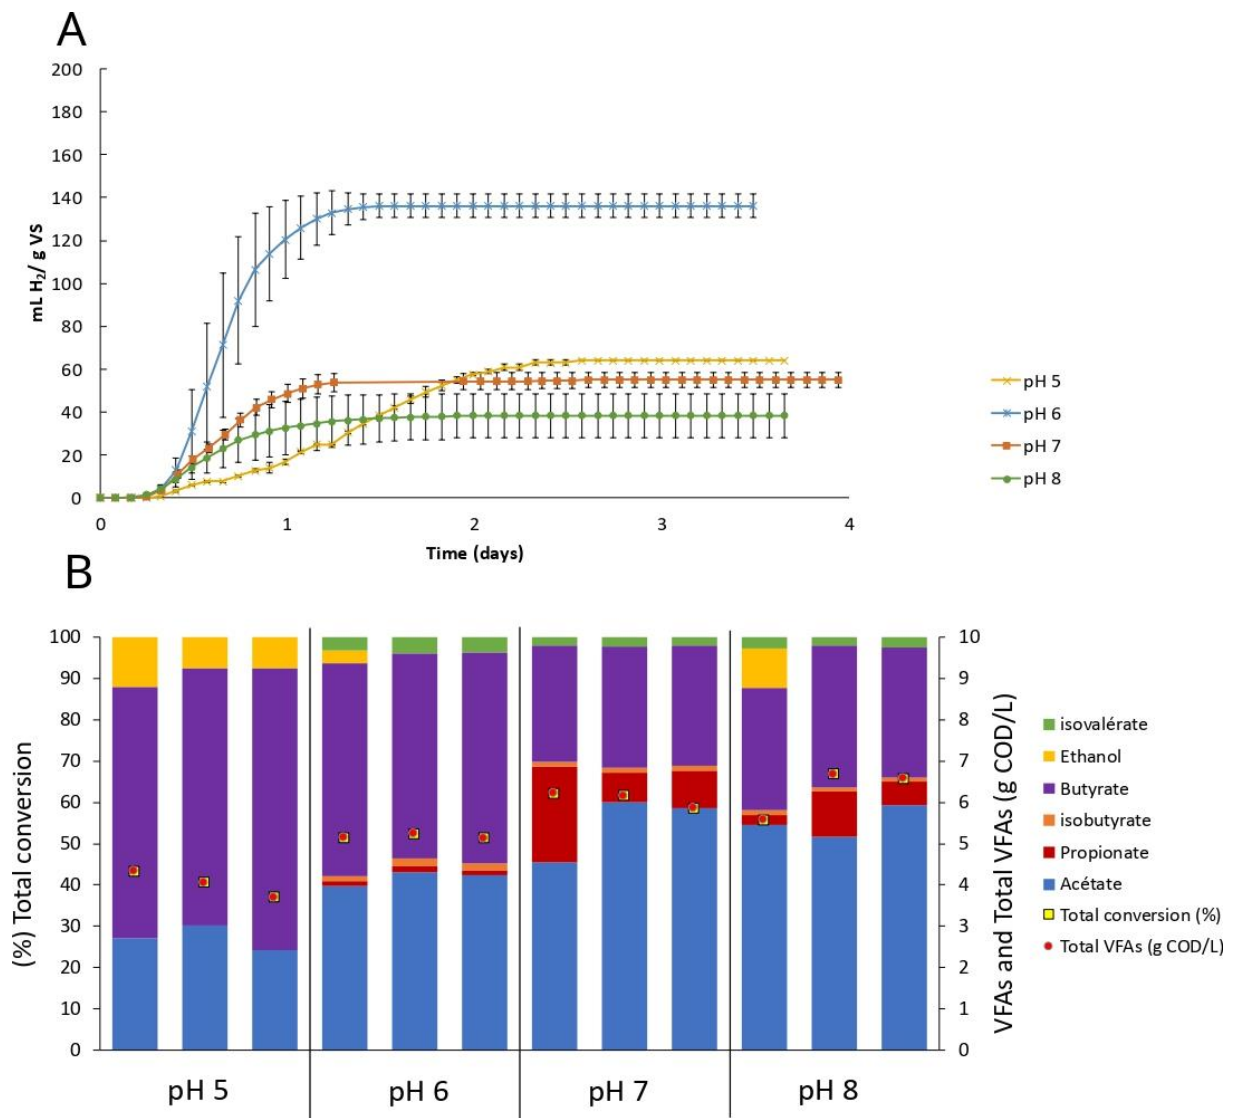 A
mL H₂/ g VS
200
180
160
140
120
100
80
60
40
20
0
0 1 2 3 4
Time (days)
pH 5
pH 6
pH 7
pH 8
B
(%) Total conversion
100
90
80
70
60
50
40
30
20
10
0
10
9
8
7
6
5
4
3
2
1
0
VFAs and Total VFAs (g COD/L)
pH 5 pH 6 pH 7 pH 8
isovalérate
Ethanol
Butyrate
isobutyrate
Propionate
Acétate
Total conversion (%)
Total VFAs (g COD/L)